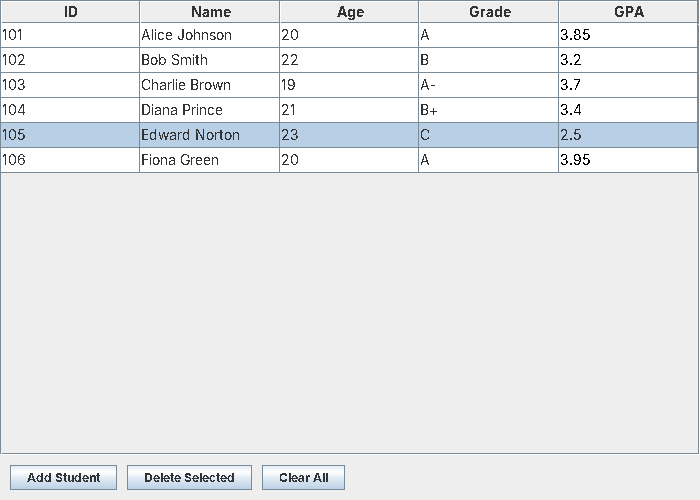 ID Name Age Grade GPA
101 Alice Johnson 20 A 3.85
102 Bob Smith 22 B 3.2
103 Charlie Brown 19 A- 3.7
104 Diana Prince 21 B+ 3.4
105 Edward Norton 23 C 2.5
106 Fiona Green 20 A 3.95
Add Student Delete Selected Clear All